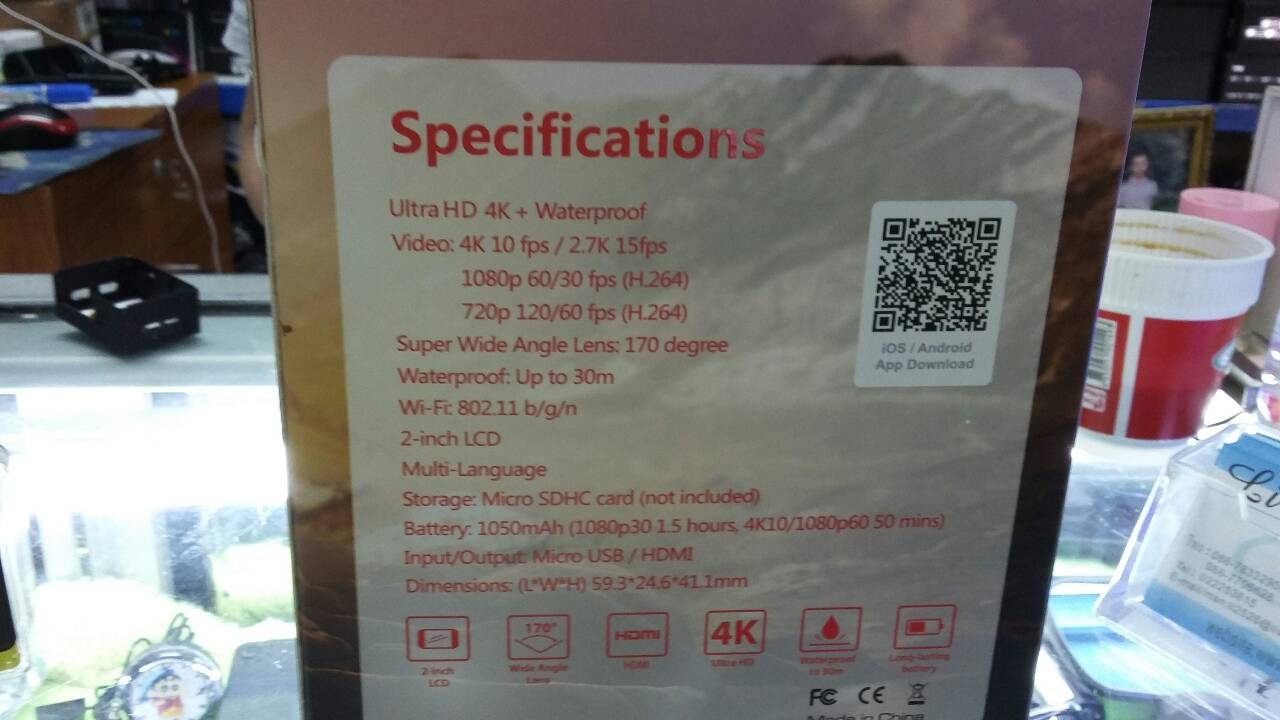 Specifications
Ultra HD 4K + Waterproof
Video: 4K 10 fps / 2.7K 15fps
1080p 60/30 fps (H.264)
720p 120/60 fps (H.264)
Super Wide Angle Lens: 170 degree
Waterproof: Up to 30m
Wi-Fi: 802.11 b/g/n
2-inch LCD
Multi-Language
Storage: Micro SDHC card (not included)
Battery: 1050mAh (1080p30 1.5 hours, 4K10/1080p60 50 mins)
Input/Output: Micro USB / HDMI
Dimensions: (L*W*H) 59.3*24.6*41.1mm
iOS / Android
App Download
170°
HDMI
4K
2-inch
LCD
Wide Angle
Lens
HDMI
Ultra HD
Waterproof
to 30m
Long-lasting
battery
FC CE
Made in China